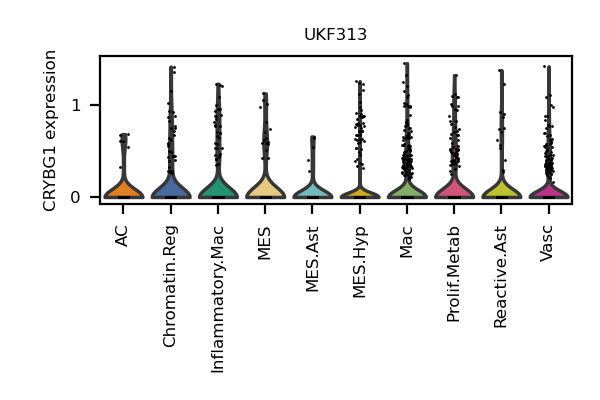 UKF313
CRYBG1 expression
1
0
AC
Chromatin.Reg
Inflammatory.Mac
MES
MES.Ast
MES.Hyp
Mac
Prolif.Metab
Reactive.Ast
Vasc